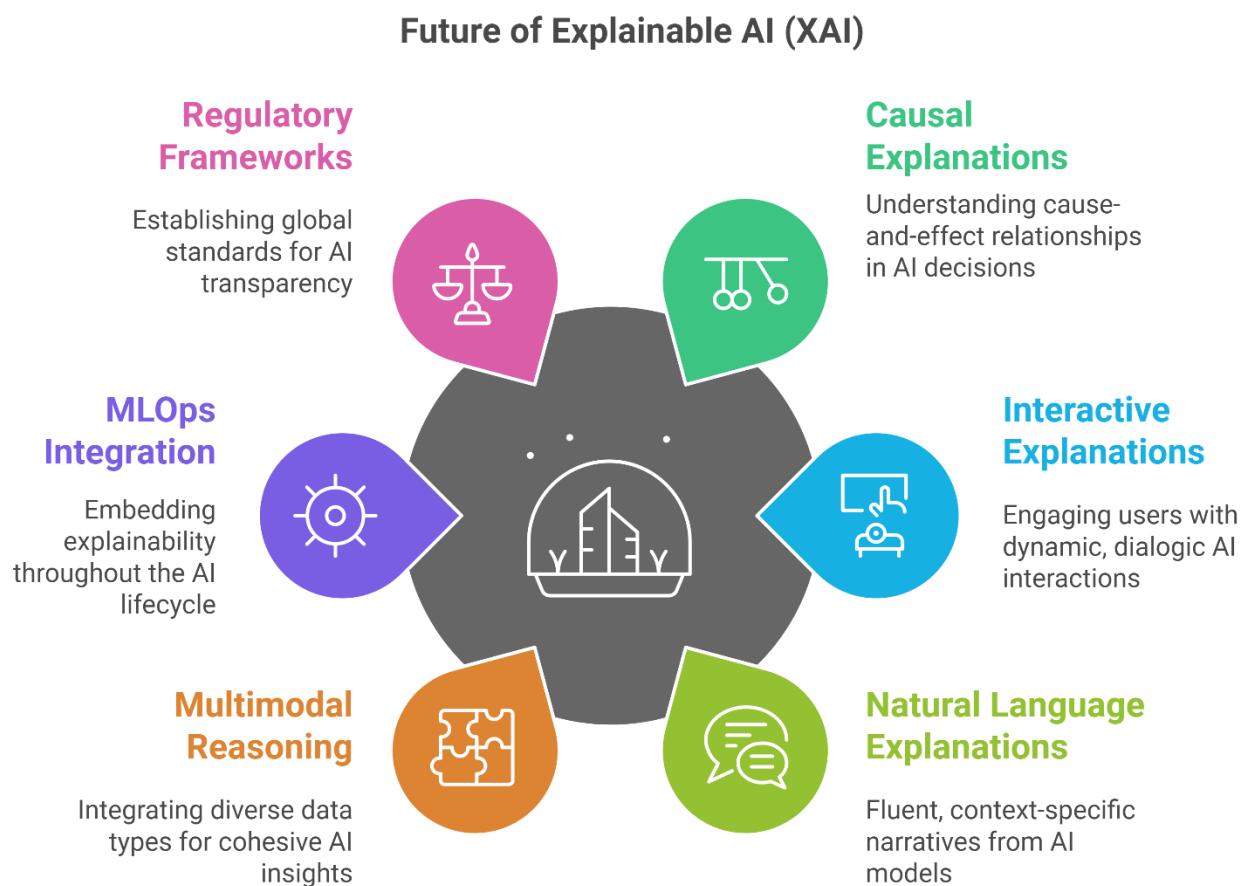 Future of Explainable AI (XAI)
Regulatory
Frameworks
Establishing global
standards for AI
transparency
Causal
Explanations
Understanding cause-
and-effect relationships
in AI decisions
MLOps
Integration
Embedding
explainability
throughout the AI
lifecycle
Interactive
Explanations
Engaging users with
dynamic, dialogic AI
interactions
Multimodal
Reasoning
Integrating diverse data
types for cohesive AI
insights
Natural Language
Explanations
Fluent, context-specific
narratives from AI
models